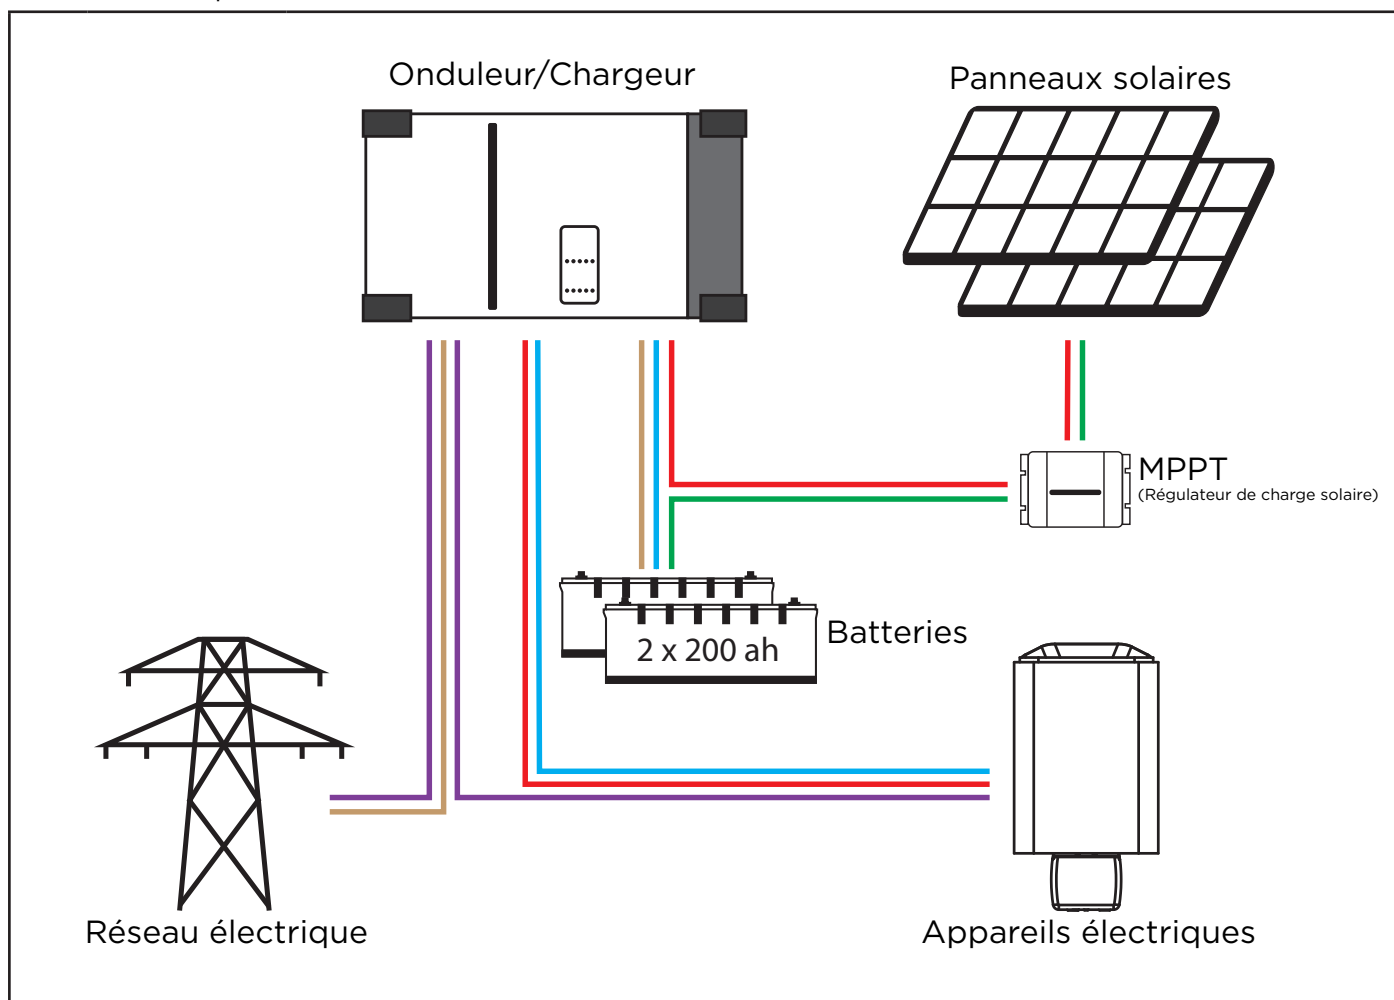 Onduleur/Chargeur
Panneaux solaires
MPPT
(Régulateur de charge solaire)
Batteries
2 x 200 ah
Réseau électrique
Appareils électriques